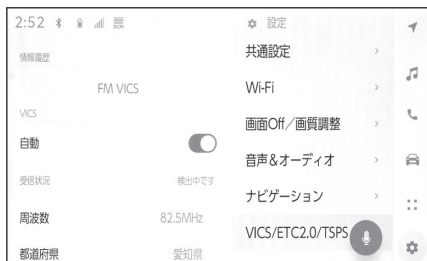 2:52
情報履歴
FM VICS
VICS
自動
受信状況 検出中です
周波数 82.5MHz
都道府県 愛知県
設定
共通設定
Wi-Fi
画面Off/画質調整
音声&オーディオ
ナビゲーション
VICS/ETC2.0/TSPS